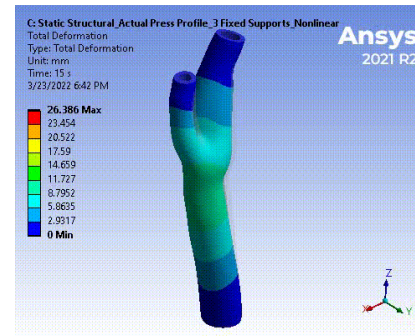 C: Static Structural_Actual Press Profile_3 Fixed Supports_Nonlinear
Total Deformation
Type: Total Deformation
Unit: mm
Time: 15 s
3/23/2022 6:42 PM
Ansys
2021 R2
26.386 Max
23.454
20.522
17.59
14.659
11.727
8.7952
5.8635
2.9317
0 Min
Z
X
Y